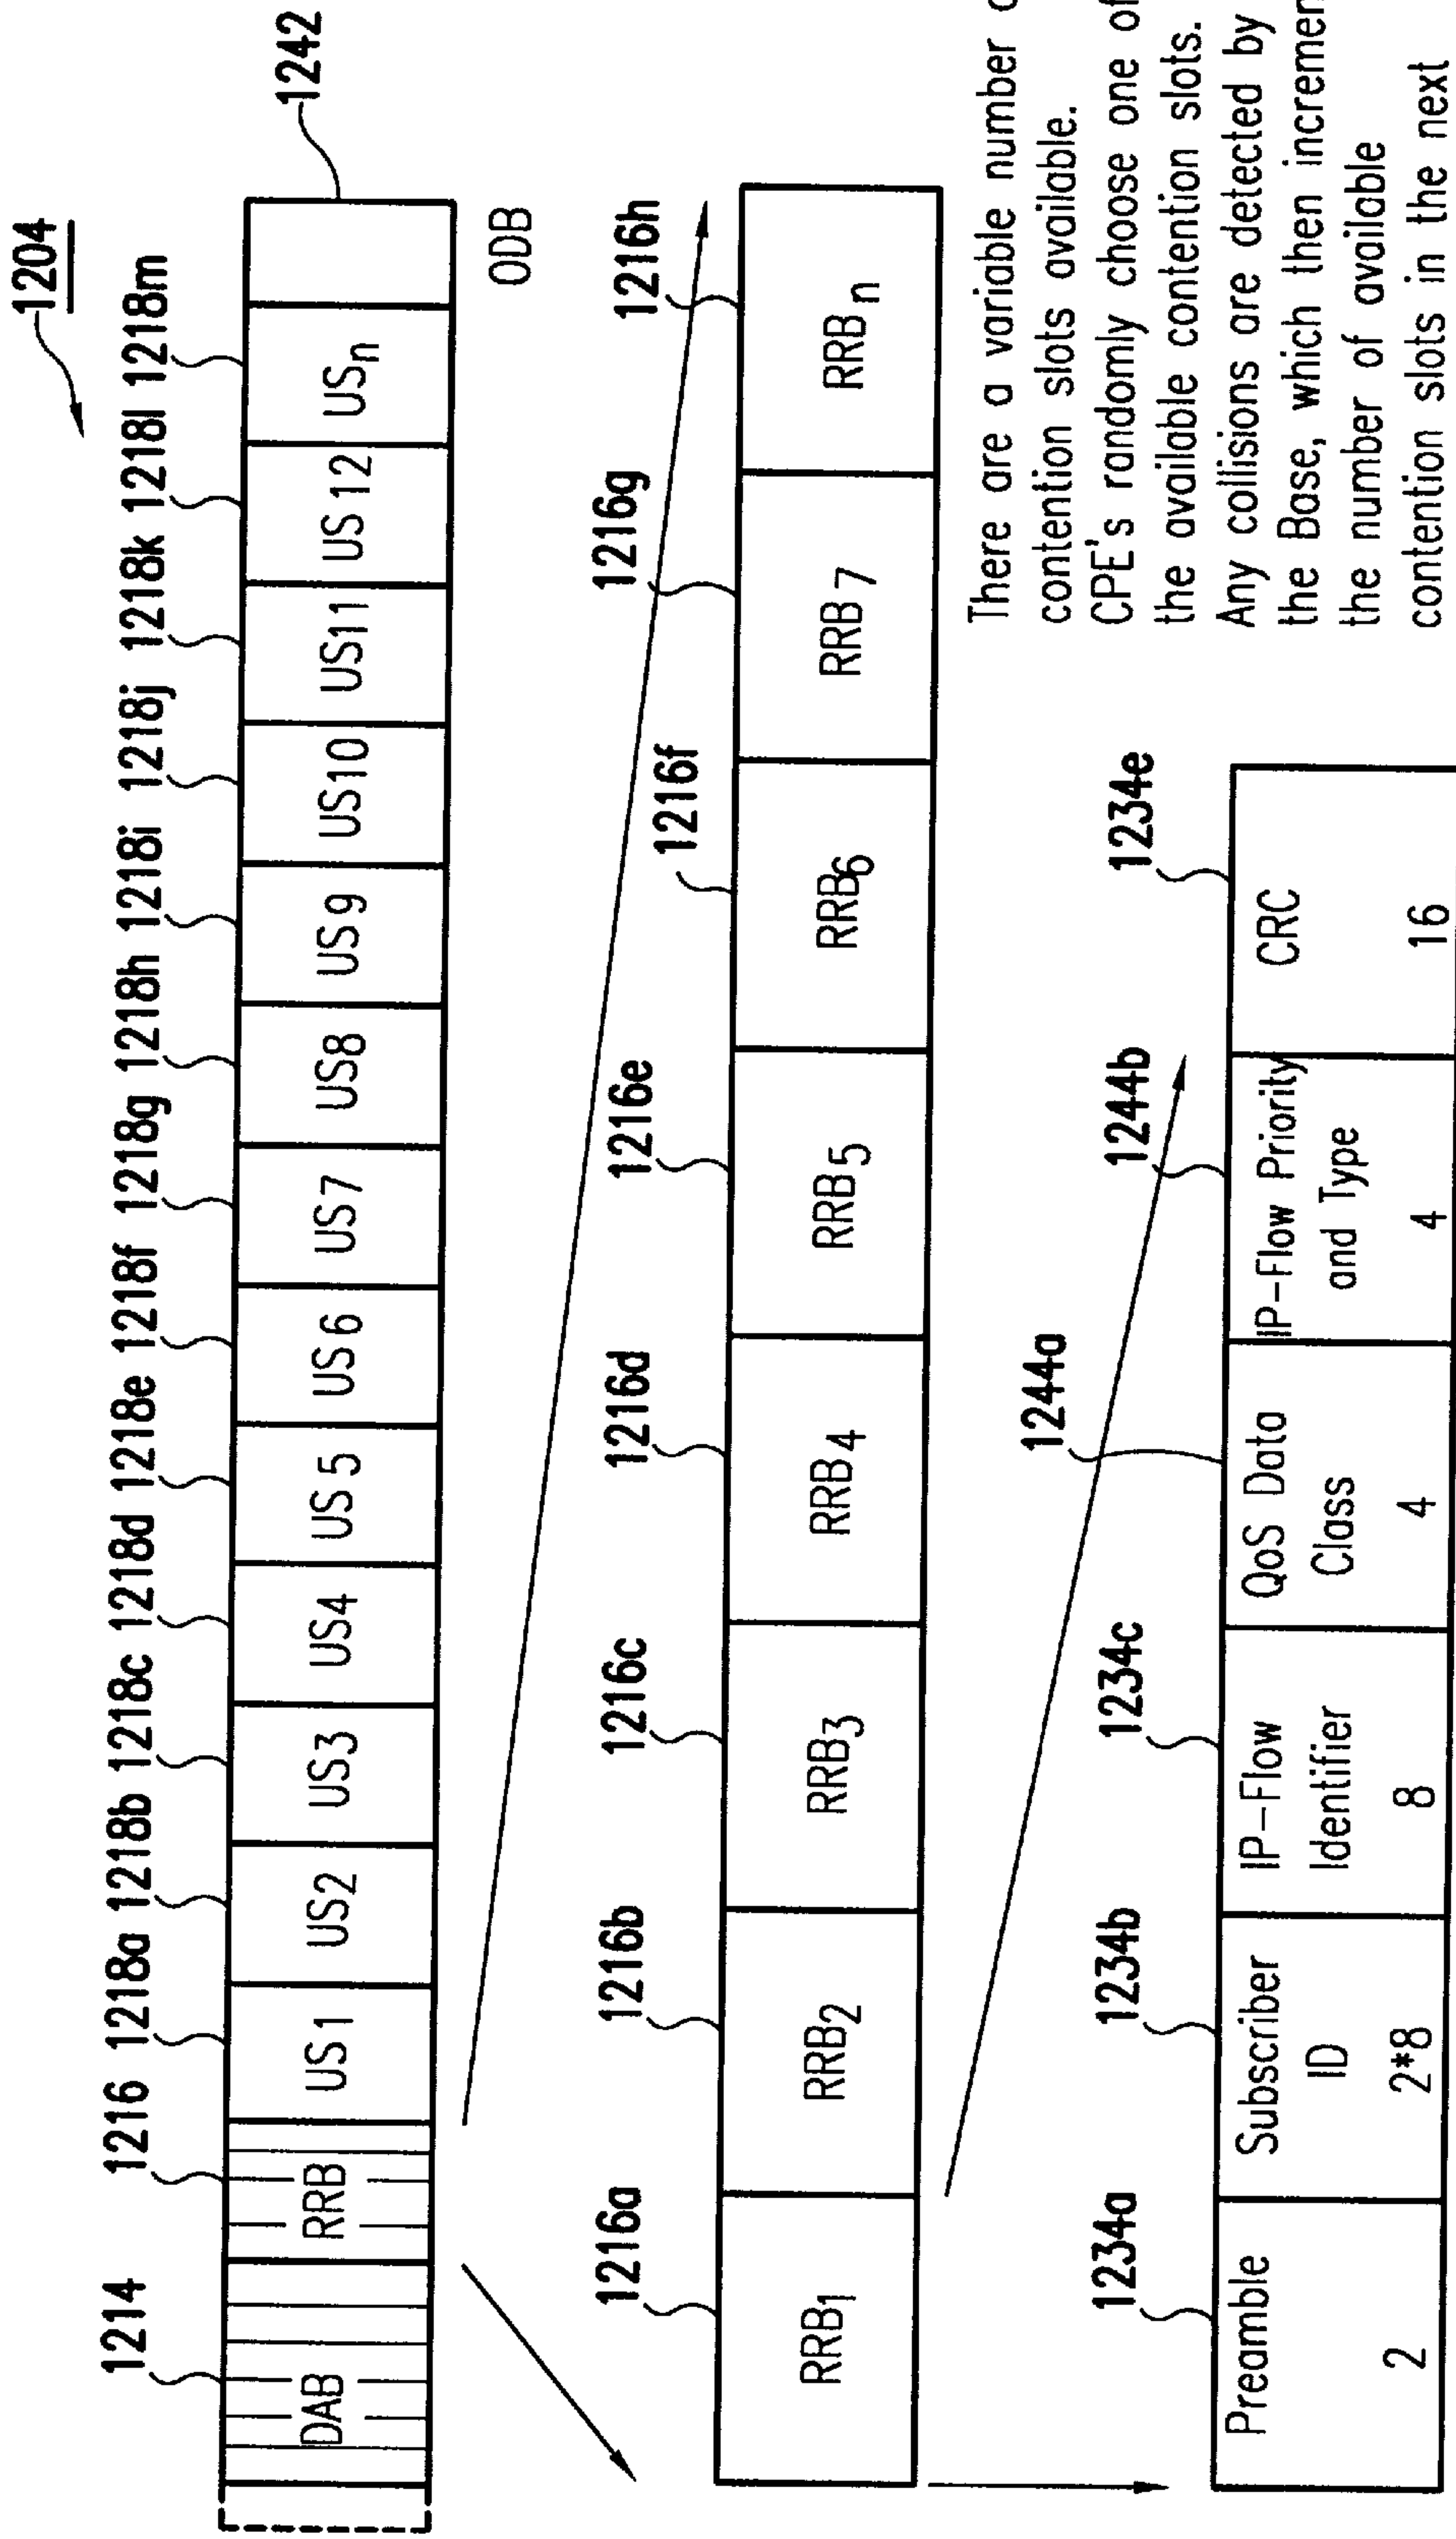 1204
1214 1216 1218a 1218b 1218c 1218d 1218e 1218f 1218g 1218h 1218i 1218j 1218k 1218l 1218m
1242
DAB RRB US1 US2 US3 US4 US5 US6 US7 US8 US9 US10 US11 US12 USn
ODB
1216a 1216b 1216c 1216d 1216e 1216f 1216g 1216h
RRB1 RRB2 RRB3 RRB4 RRB5 RRB6 RRB7 RRBn
There are a variable number
contention slots available.
CPE's randomly choose one of
the available contention slots.
Any collisions are detected by
the Base, which then
the number of available
contention slots in the next
1234a 1234b 1234c 1244a 1244b 1234e
Preamble
2
Subscriber
ID
2*8
IP-Flow
Identifier
8
QoS Data
Class
4
IP-Flow Priority
and Type
4
CRC
16